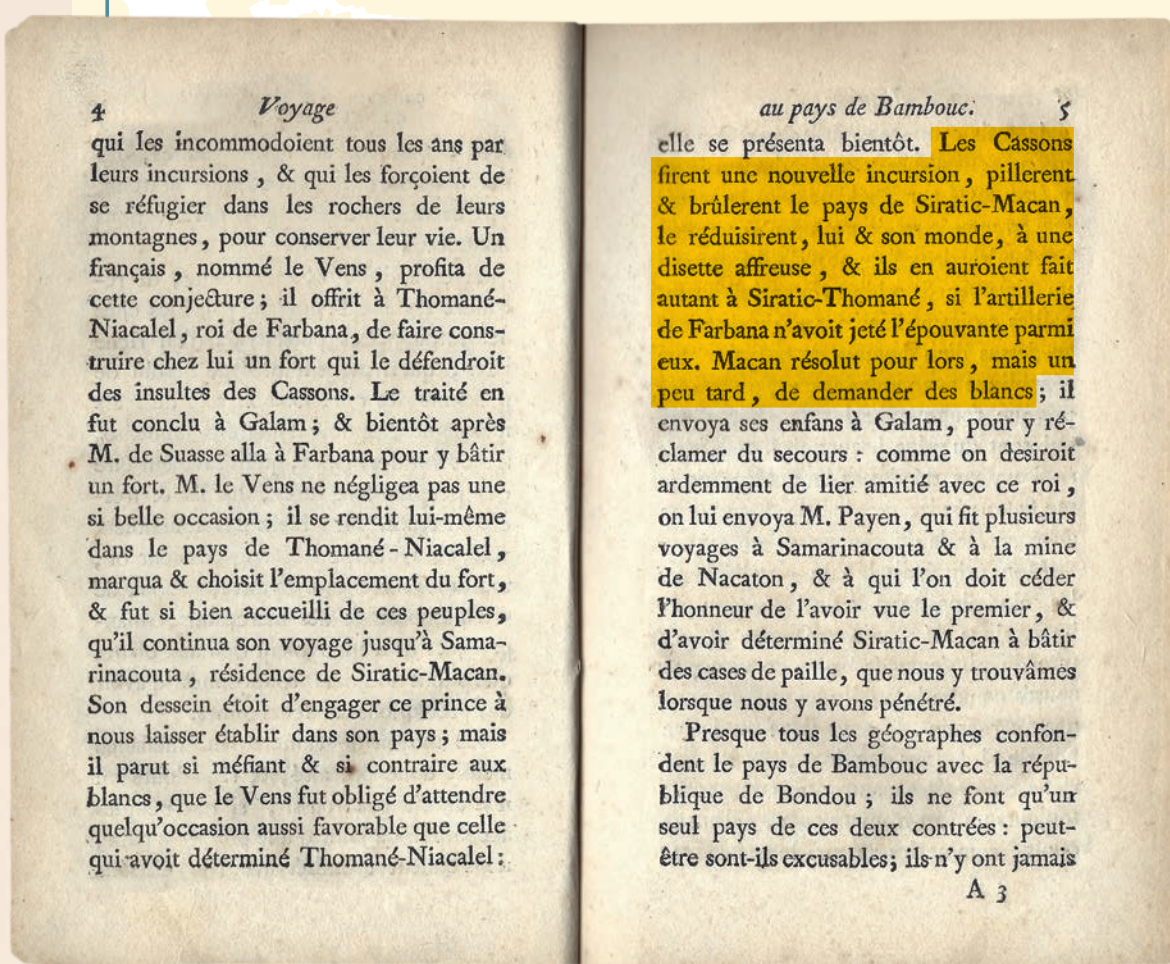 4 Voyage
qui les incommodoient tous les ans par
leurs incursions , & qui les forçoient de
se réfugier dans les rochers de leurs
montagnes, pour conserver leur vie. Un
français , nommé le Vens , profita de
cette conjecture ; il offrit à Thomané-
Niacalel, roi de Farbana, de faire cons-
truire chez lui un fort qui le défendroit
des insultes des Cassons. Le traité en
fut conclu à Galam ; & bientôt après
M. de Suasse alla à Farbana pour y bâtir
un fort. M. le Vens ne négligea pas une
si belle occasion ; il se rendit lui-même
dans le pays de Thomané-Niacalel ,
marqua & choisit l'emplacement du fort,
& fut si bien accueilli de ces peuples,
qu'il continua son voyage jusqu'à Sama-
rinacouta , résidence de Siratic-Macan.
Son dessein étoit d'engager ce prince à
nous laisser établir dans son pays ; mais
il parut si méfiant & si contraire aux
blancs, que le Vens fut obligé d'attendre
quelqu'occasion aussi favorable que celle
qui avoit déterminé Thomané-Niacalel :
au pays de Bambouc. 5
elle se présenta bientôt. Les Cassons
firent une nouvelle incursion , pillerent
& brûlerent le pays de Siratic-Macan ,
le réduisirent, lui & son monde, à une
disette affreuse , & ils en auroient fait
autant à Siratic-Thomané , si l'artillerie
de Farbana n'avoit jeté l'épouvante parmi
eux. Macan résolut pour lors , mais un
peu tard , de demander des blancs ; il
envoya ses enfans à Galam , pour y ré-
clamer du secours : comme on desiroit
ardemment de lier amitié avec ce roi ,
on lui envoya M. Payen, qui fit plusieurs
voyages à Samarinacouta & à la mine
de Nacaton , & à qui l'on doit céder
l'honneur de l'avoir vue le premier , &
d'avoir déterminé Siratic-Macan à bâtir
des cases de paille, que nous y trouvâmes
lorsque nous y avons pénétré.
Presque tous les géographes confon-
dent le pays de Bambouc avec la répu-
blique de Bondou ; ils ne font qu'un
seul pays de ces deux contrées : peut-
être sont-ils excusables; ils n'y ont jamais
A 3